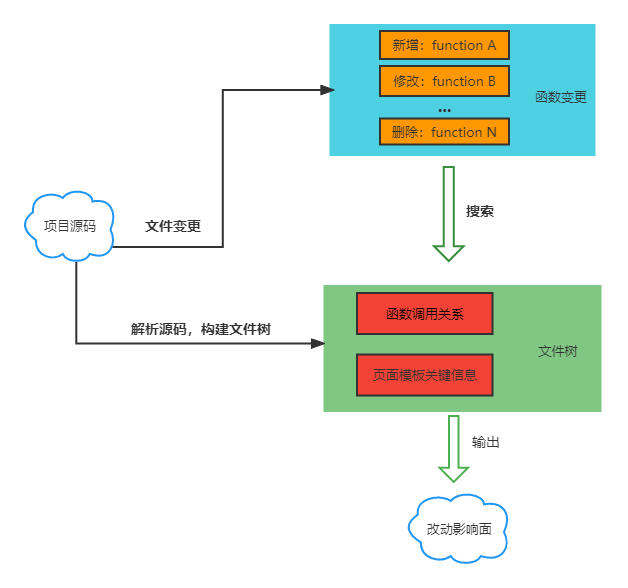 新增：function A
修改：function B
...
删除：function N
函数变更
项目源码
文件变更
搜索
解析源码，构建文件树
函数调用关系
页面模板关键信息
文件树
输出
改动影响面